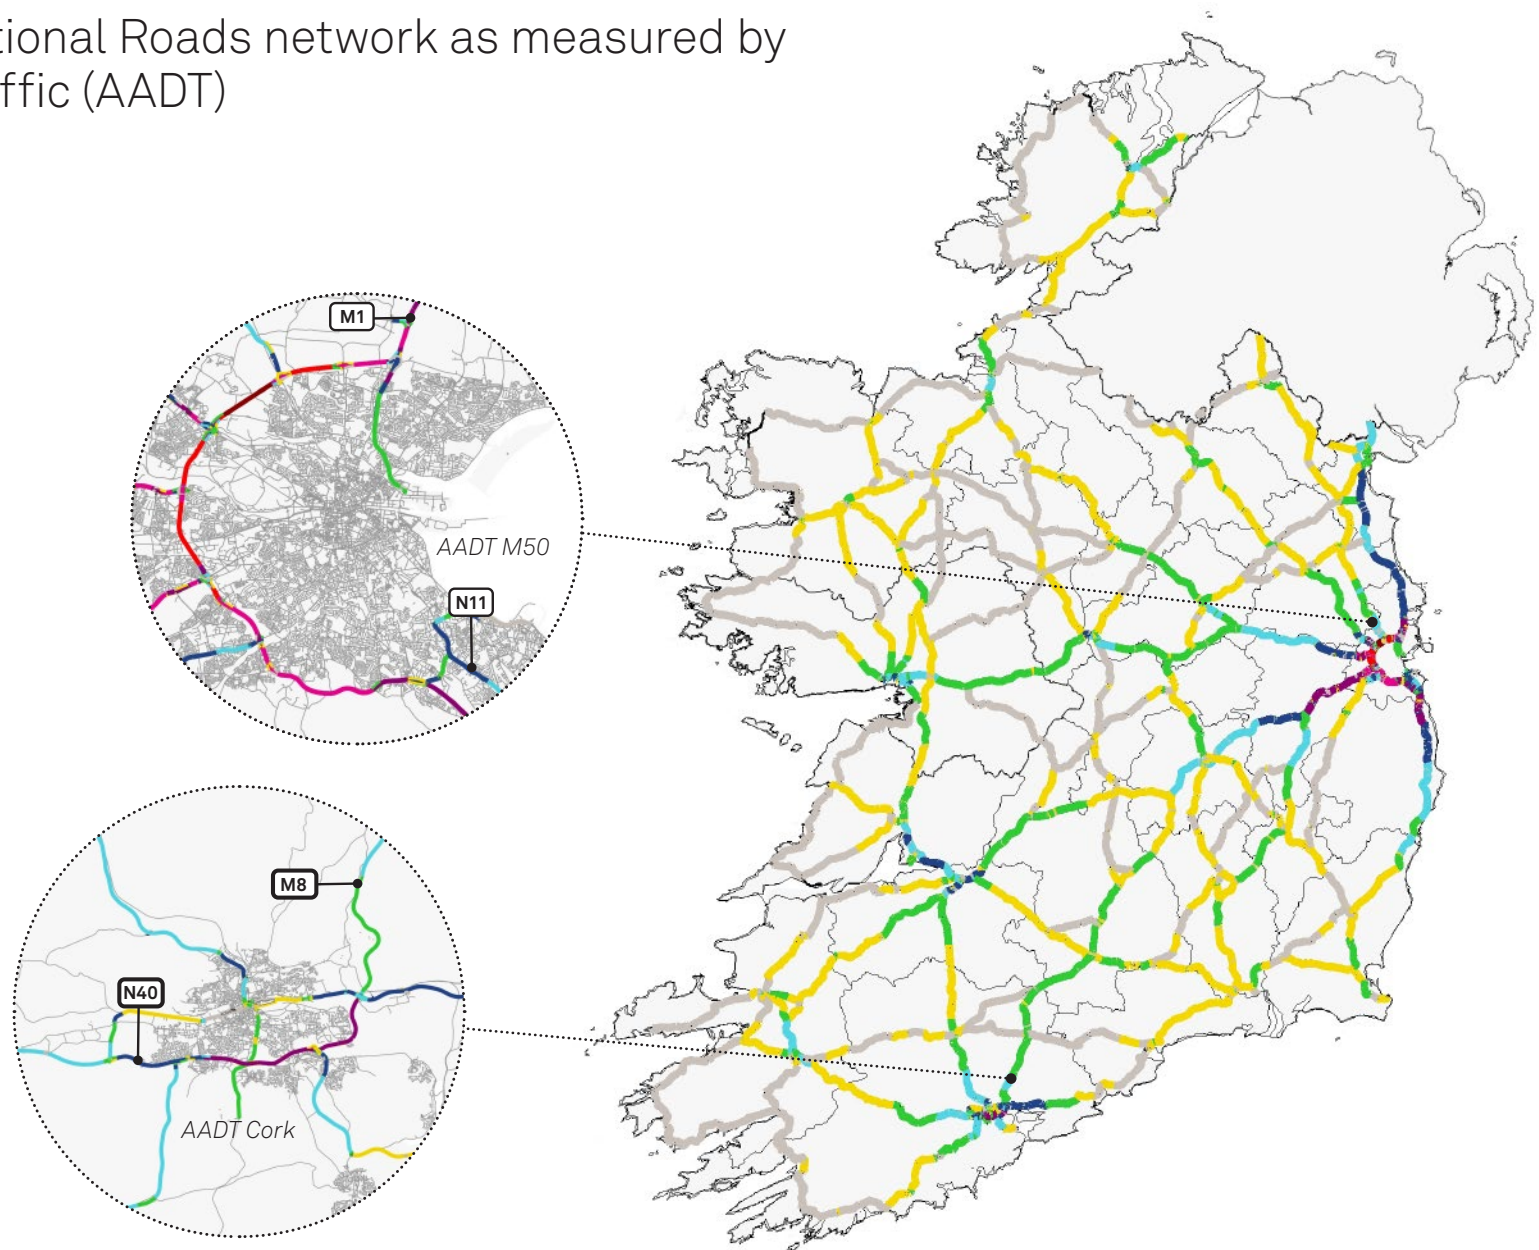 tional Roads network as measured by
ffic (AADT)
M1
AADT M50
N11
M8
N40
AADT Cork